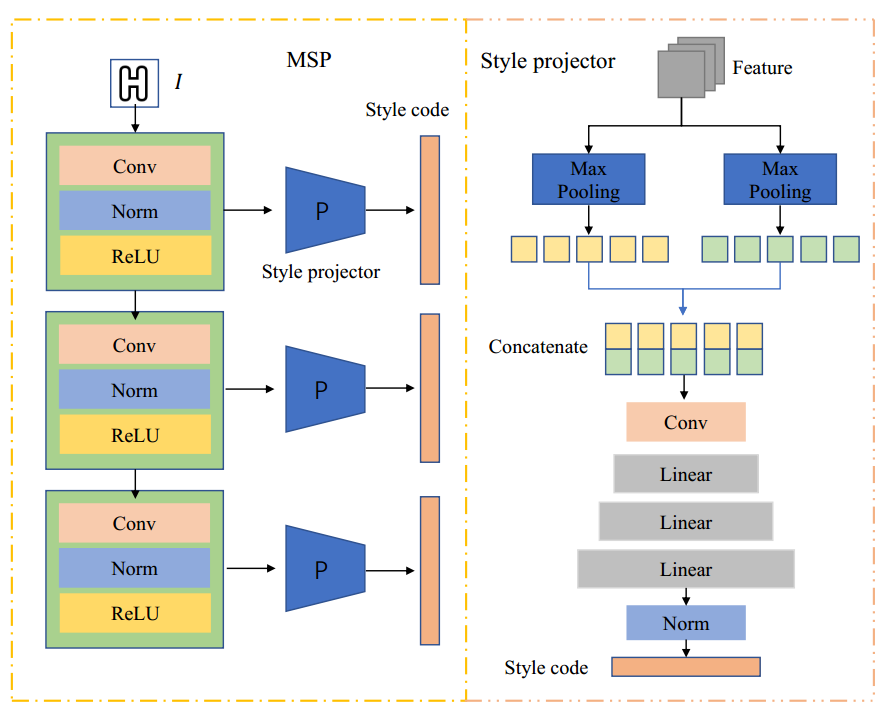 MSP
I
Style code
Conv
Norm
ReLU
P
Style projector
Conv
Norm
ReLU
P
Conv
Norm
ReLU
P
Style projector
Feature
Max
Pooling
Max
Pooling
Concatenate
Conv
Linear
Linear
Linear
Norm
Style code